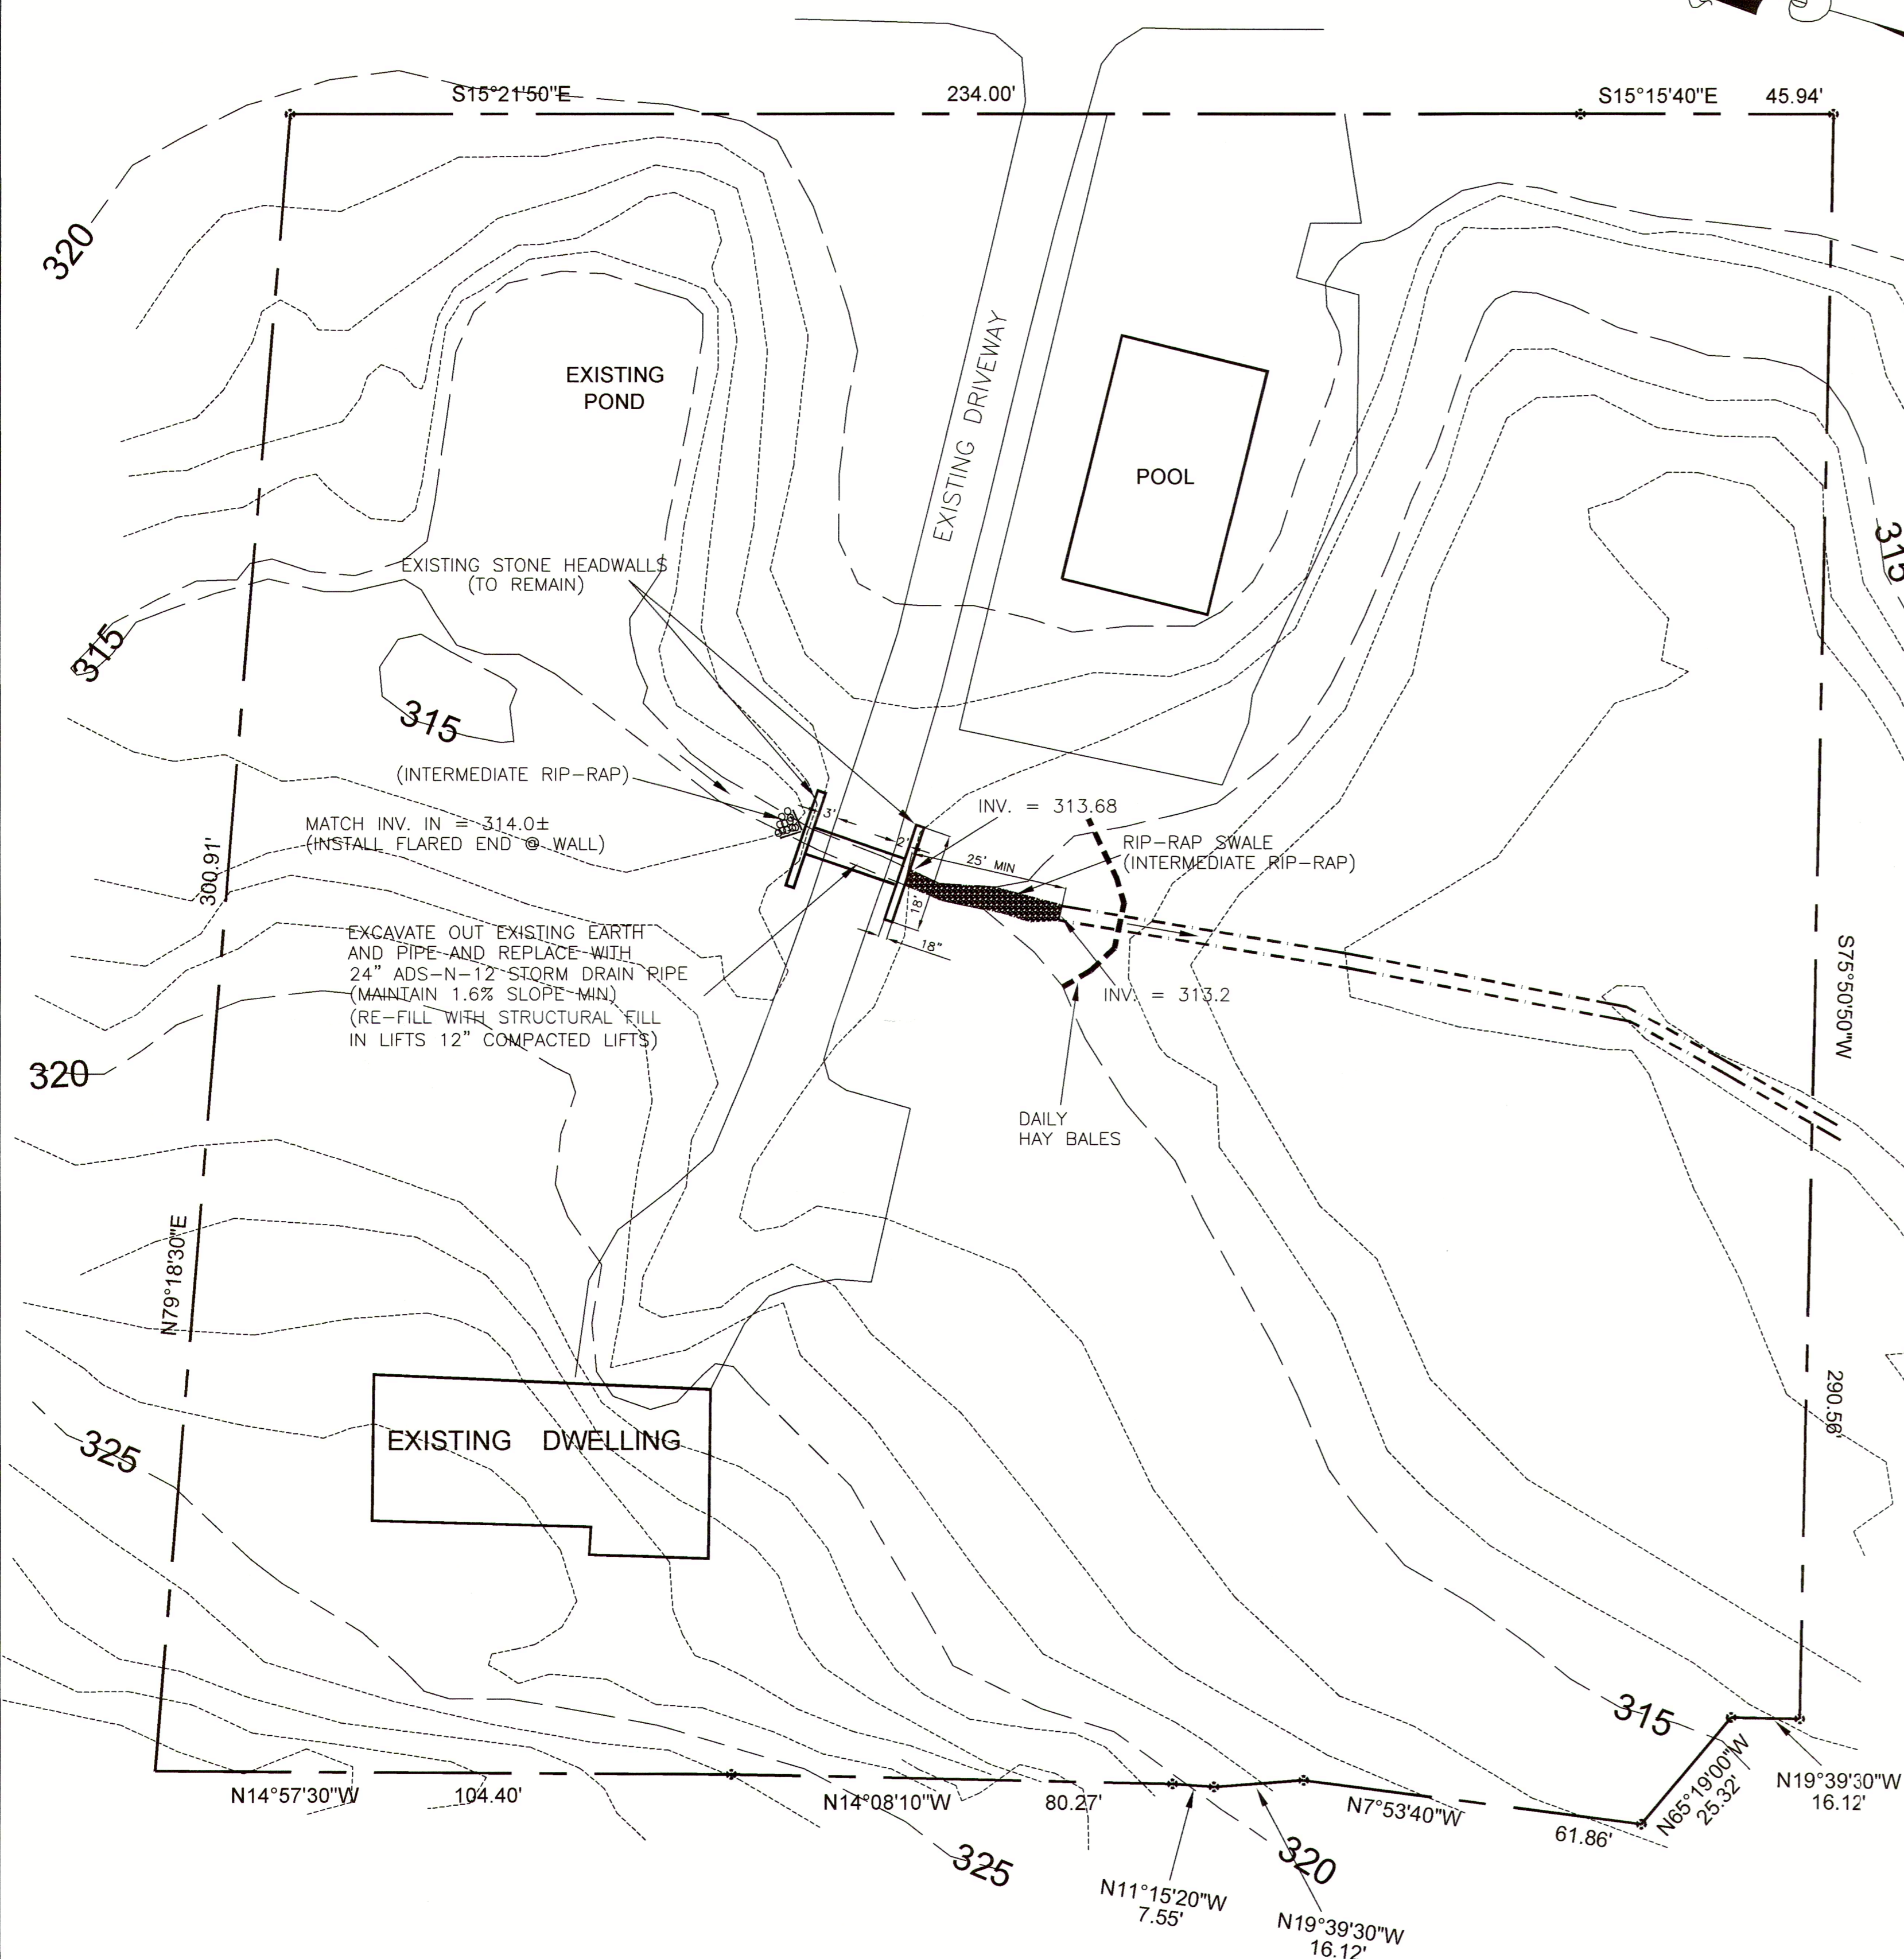 S15°21'50"E
234.00'
S15°15'40"E
45.94'
320
EXISTING
POND
EXISTING DRIVEWAY
POOL
315
EXISTING STONE HEADWALLS
(TO REMAIN)
315
315
(INTERMEDIATE RIP-RAP)
3'
2'
INV. = 313.68
MATCH INV. IN = 314.0±
(INSTALL FLARED END @ WALL)
25' MIN
RIP-RAP SWALE
(INTERMEDIATE RIP-RAP)
300.91'
18'
18"
EXCAVATE OUT EXISTING EARTH
AND PIPE AND REPLACE WITH
24" ADS-N-12 STORM DRAIN PIPE
(MAINTAIN 1.6% SLOPE MIN)
(RE-FILL WITH STRUCTURAL FILL
IN LIFTS 12" COMPACTED LIFTS)
INV. = 313.2
S75°50'50"W
320
DAILY
HAY BALES
N79°18'30"E
290.56'
325
EXISTING DWELLING
315
N65°19'00"W
25.32'
N19°39'30"W
16.12'
N14°57'30"W
104.40'
N14°08'10"W
80.27'
N7°53'40"W
61.86'
325
320
N11°15'20"W
7.55'
N19°39'30"W
16.12'